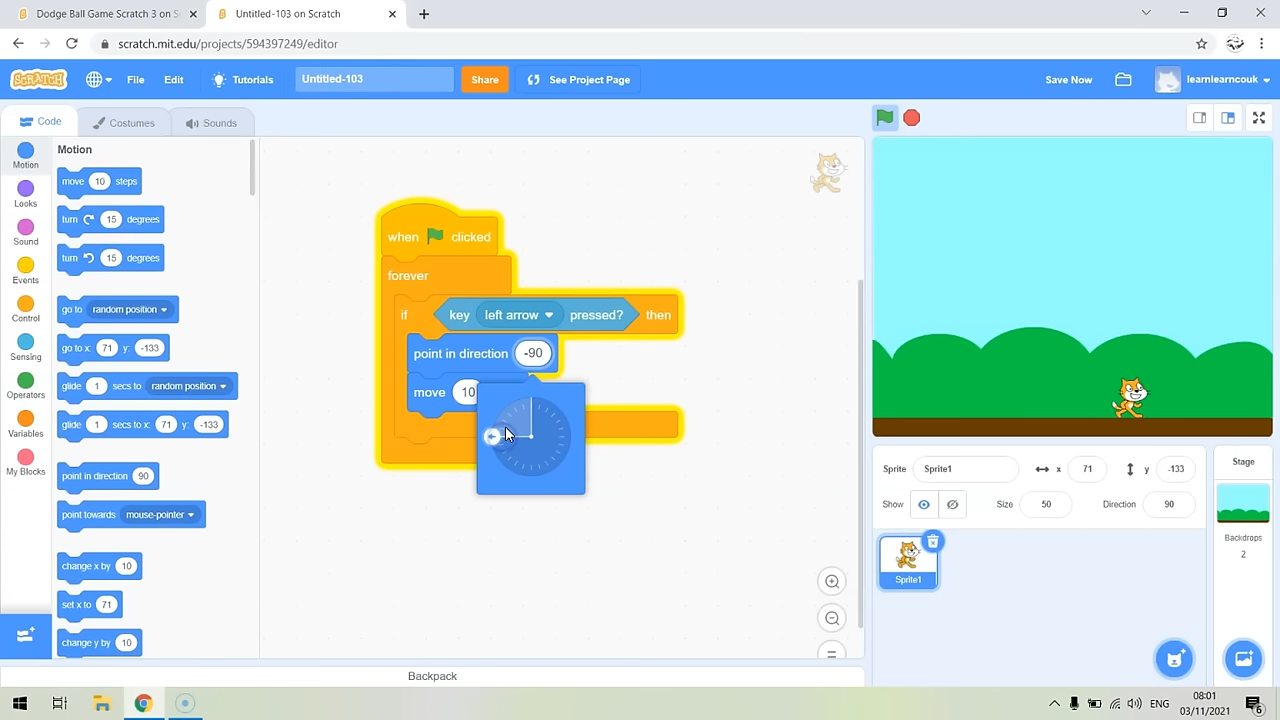 Dodge Ball Game Scratch 3 on S
Untitled-103 on Scratch
scratch.mit.edu/projects/594397249/editor
SCRATCH
File
Edit
Tutorials
Untitled-103
Share
See Project Page
Save Now
learnlearncouk
Code
Costumes
Sounds
Motion
Looks
Sound
Events
Control
Sensing
Operators
Variables
My Blocks
Motion
move 10 steps
turn 15 degrees
turn 15 degrees
go to random position
go to x: 71 y: -133
glide 1 secs to random position
glide 1 secs to x: 71 y: -133
point in direction 90
point towards mouse-pointer
change x by 10
set x to 71
change y by 10
when clicked
forever
if key left arrow pressed? then
point in direction -90
move 10
Sprite Sprite1 x 71 y -133
Show Size 50 Direction 90
Sprite1
Stage
Backdrops
2
Backpack
ENG
08:01
03/11/2021
6